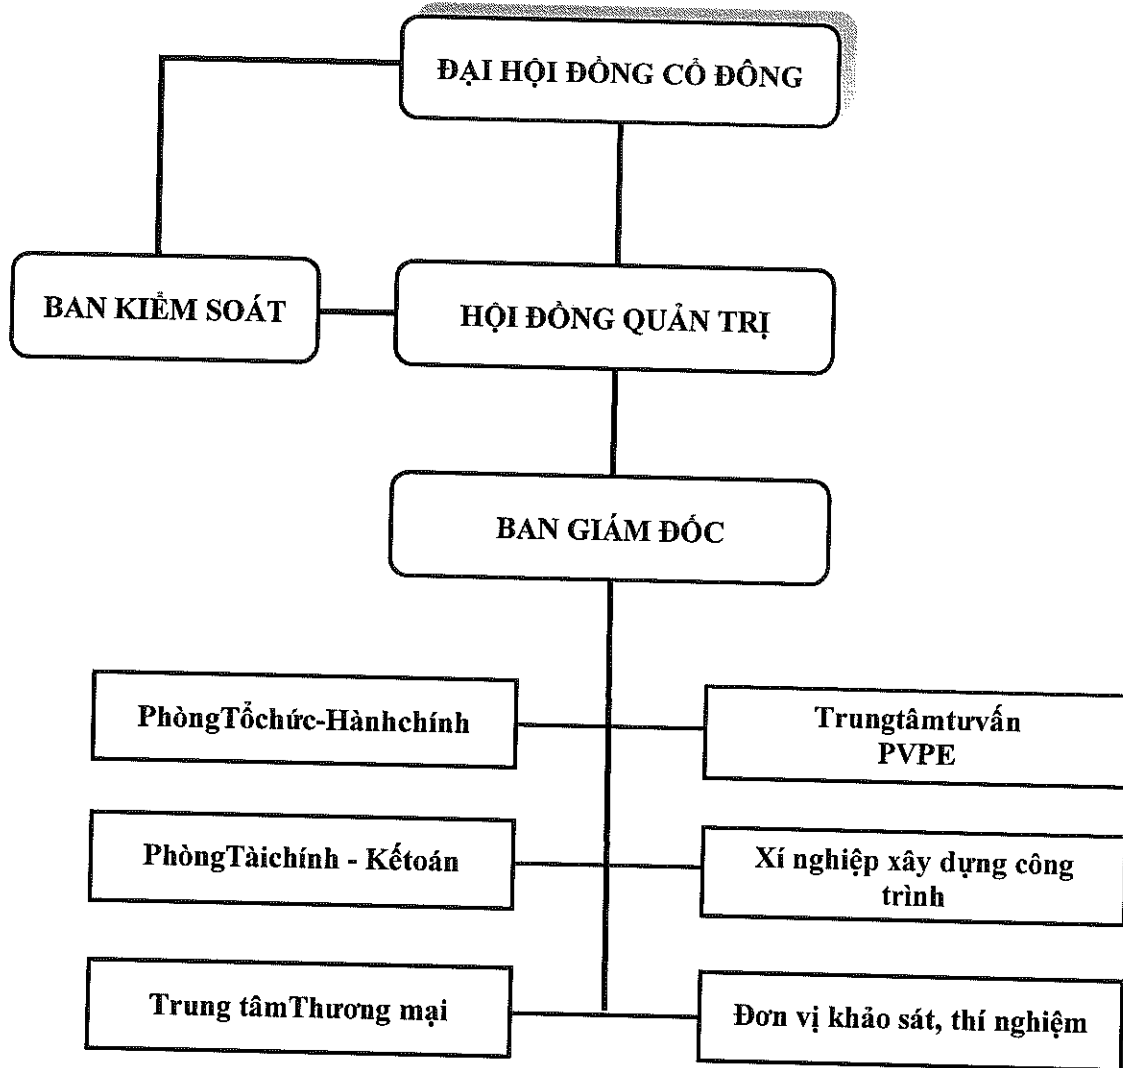 ĐẠI HỘI ĐỒNG CỔ ĐÔNG
BAN KIỂM SOÁT
HỘI ĐỒNG QUẢN TRỊ
BAN GIÁM ĐỐC
PhòngTổchức-Hànhchính
Trungtâmtưvấn
PVPE
PhòngTàichính - Kếtoán
Xí nghiệp xây dựng công
trình
Trung tâmThương mại
Đơn vị khảo sát, thí nghiệm